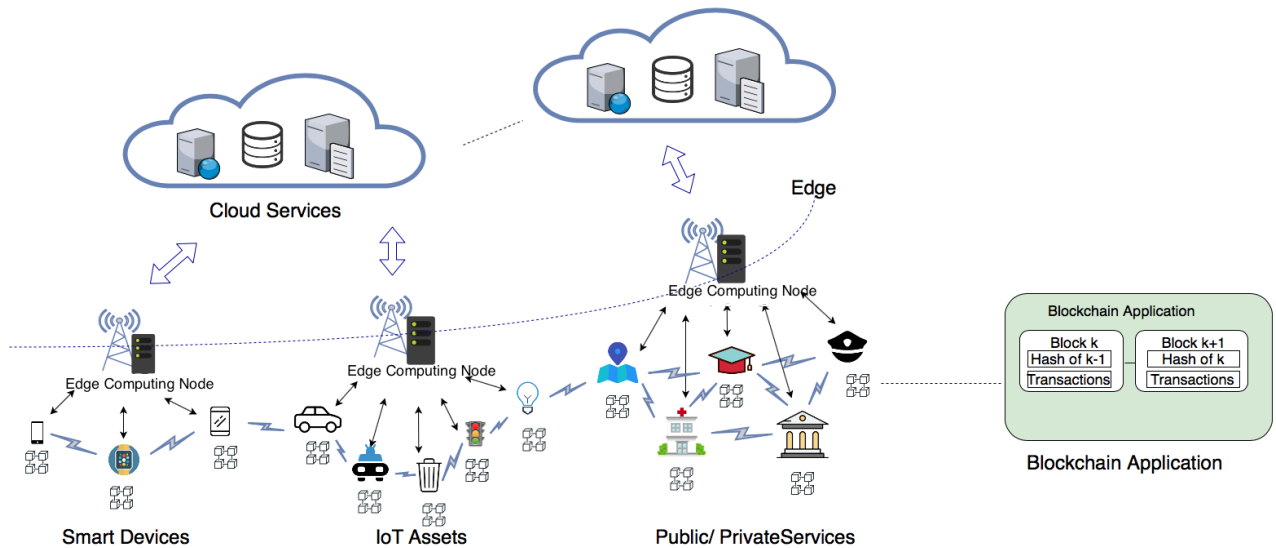 Cloud Services
Edge
Edge Computing Node
Edge Computing Node
Edge Computing Node
Blockchain Application
Block k
Hash of k-1
Transactions
Block k+1
Hash of k
Transactions
Blockchain Application
Smart Devices
IoT Assets
Public/ PrivateServices